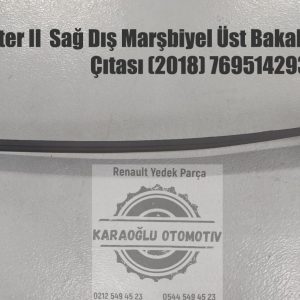 ter II Sağ Dış Marşbiyel Üst Bakal
Çıtası (2018) 769514293
Renault Yedek Parça
KARAOĞLU OTOMOTİV
0212 549 45 23
0544 549 45 23